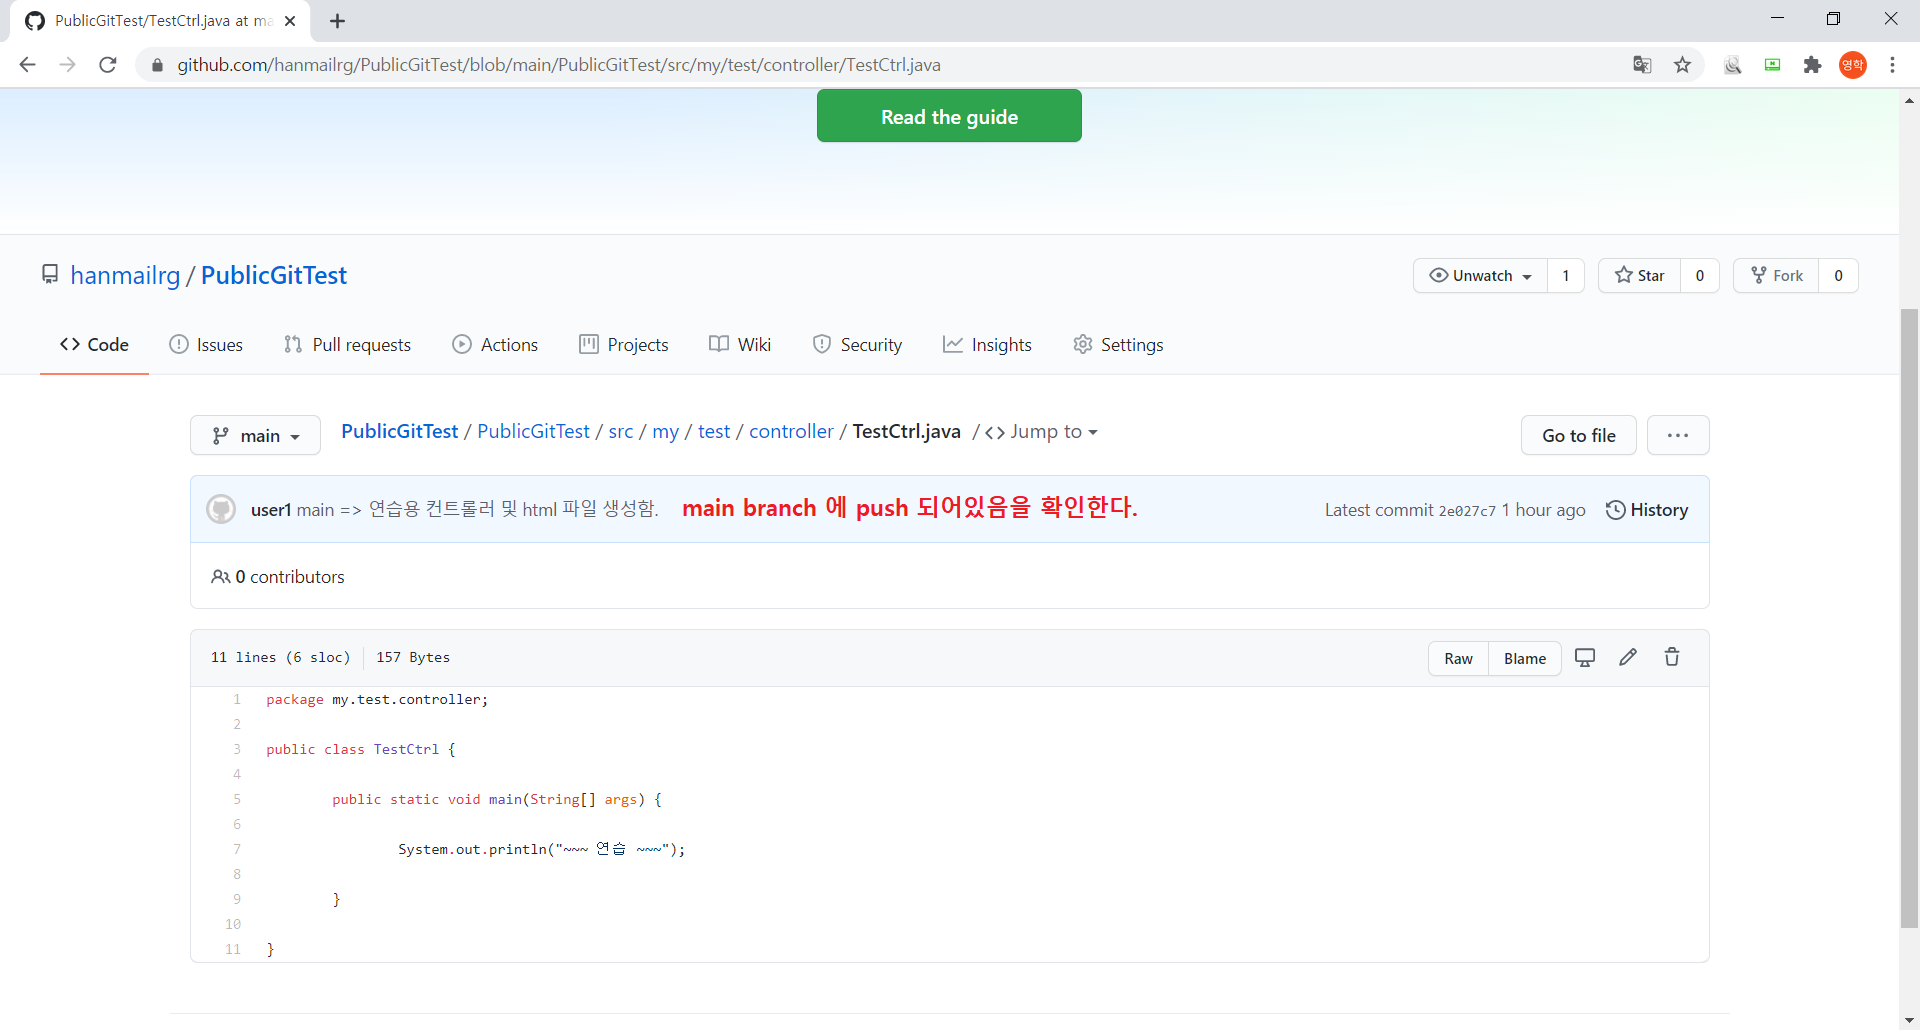 PublicGitTest/TestCtrl.java at ma
github.com/hanmailrg/PublicGitTest/blob/main/PublicGitTest/src/my/test/controller/TestCtrl.java
영학
Read the guide
hanmailrg / PublicGitTest
Unwatch 1 Star 0 Fork 0
Code Issues Pull requests Actions Projects Wiki Security Insights Settings
main PublicGitTest / PublicGitTest / src / my / test / controller / TestCtrl.java / <> Jump to Go to file ...
user1 main => 연습용 컨트롤러 및 html 파일 생성함. main branch 에 push 되어있음을 확인한다. Latest commit 2e027c7 1 hour ago History
0 contributors
11 lines (6 sloc) 157 Bytes Raw Blame
1 package my.test.controller;
2
3 public class TestCtrl {
4
5 public static void main(String[] args) {
6
7 System.out.println("~~~ 연습 ~~~");
8
9 }
10
11 }